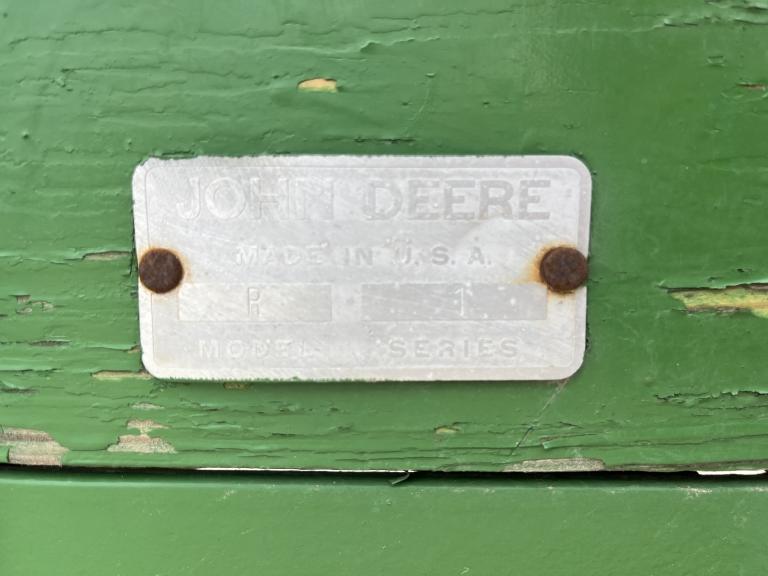 JOHN DEERE
MADE IN U.S.A.
R 1
MODEL SERIES